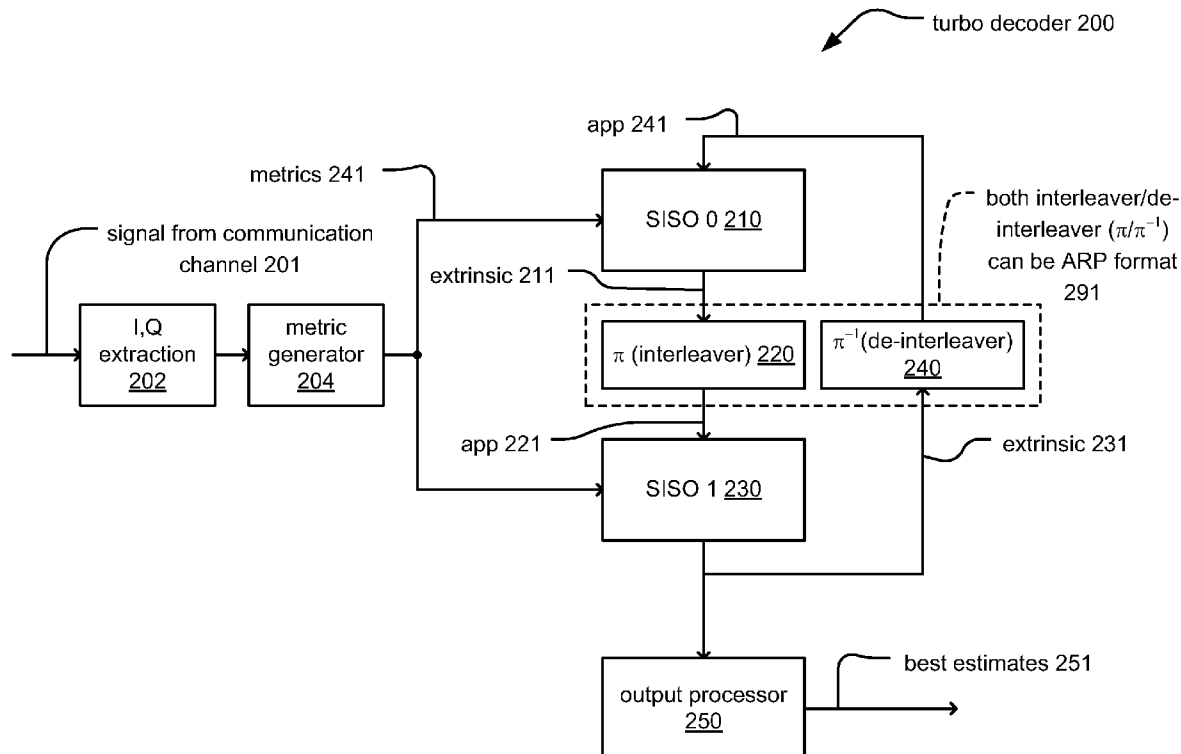 turbo decoder 200
app 241
metrics 241
SISO 0 210
both interleaver/de-
interleaver (π/π⁻¹)
can be ARP format
291
signal from communication
channel 201
extrinsic 211
I,Q
extraction
202
metric
generator
204
π (interleaver) 220
π⁻¹(de-interleaver)
240
app 221
extrinsic 231
SISO 1 230
output processor
250
best estimates 251